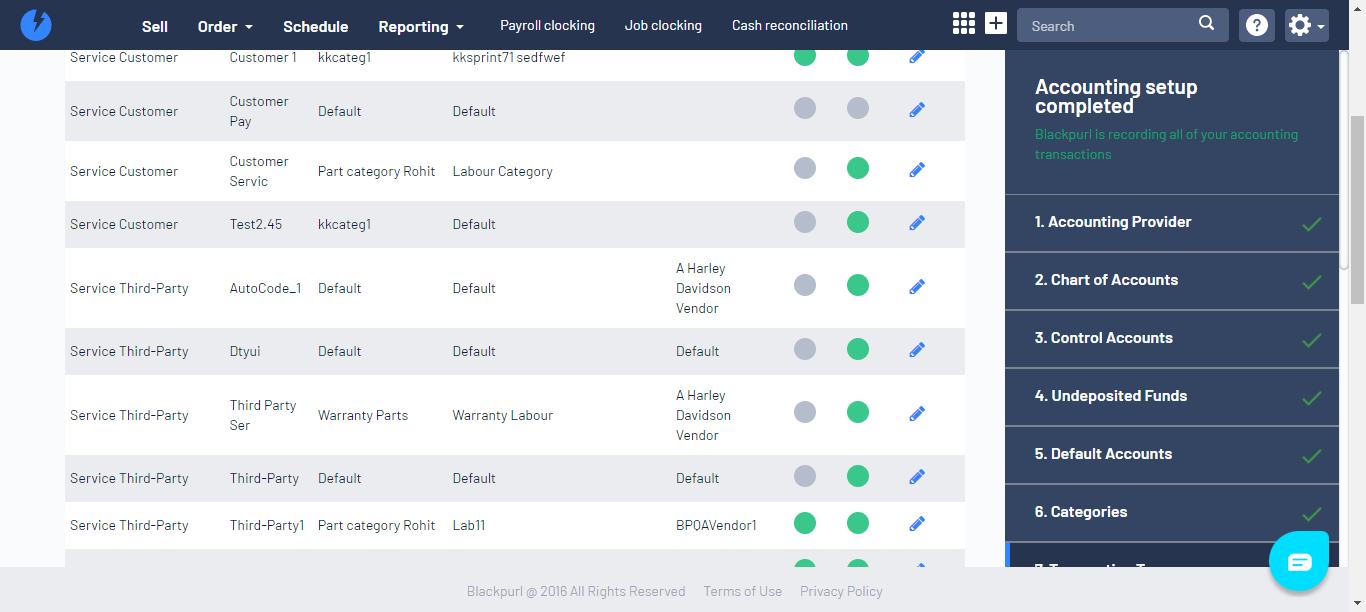 Sell Order Schedule Reporting Payroll clocking Job clocking Cash reconciliation Search
Service Customer Customer 1 kkcateg1 kksprint71 sedfwef
Service Customer Customer Pay Default Default
Service Customer Customer Servic Part category Rohit Labour Category
Service Customer Test2.45 kkcateg1 Default
Service Third-Party AutoCode_1 Default Default A Harley Davidson Vendor
Service Third-Party Dtyui Default Default Default
Service Third-Party Third Party Ser Warranty Parts Warranty Labour A Harley Davidson Vendor
Service Third-Party Third-Party Default Default Default
Service Third-Party Third-Party1 Part category Rohit Lab11 BPQAVendor1
Accounting setup
completed
Blackpurl is recording all of your accounting
transactions
1. Accounting Provider
2. Chart of Accounts
3. Control Accounts
4. Undeposited Funds
5. Default Accounts
6. Categories
Blackpurl @ 2016 All Rights Reserved Terms of Use Privacy Policy